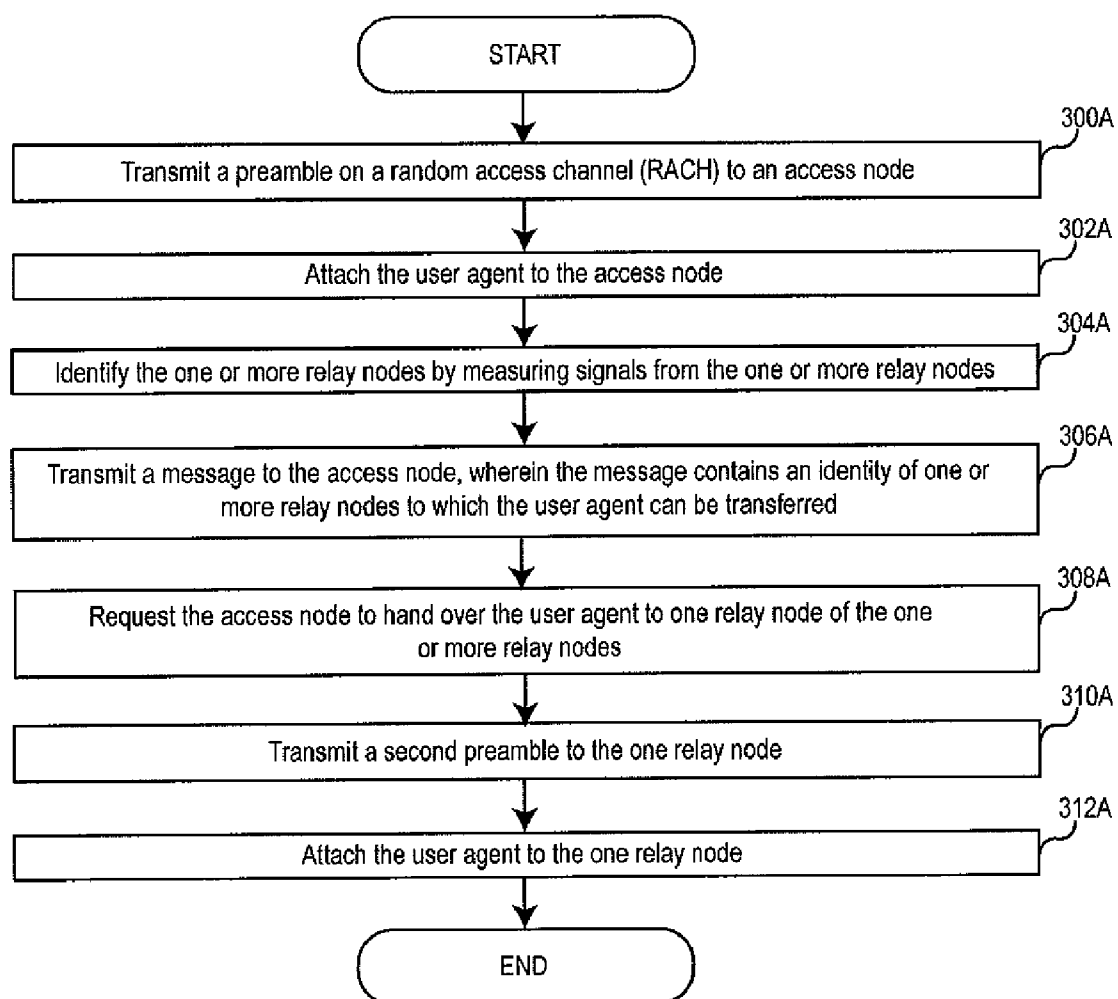 START
300A
Transmit a preamble on a random access channel (RACH) to an access node
302A
Attach the user agent to the access node
304A
Identify the one or more relay nodes by measuring signals from the one or more relay nodes
306A
Transmit a message to the access node, wherein the message contains an identity of one or
more relay nodes to which the user agent can be transferred
308A
Request the access node to hand over the user agent to one relay node of the one
or more relay nodes
310A
Transmit a second preamble to the one relay node
312A
Attach the user agent to the one relay node
END